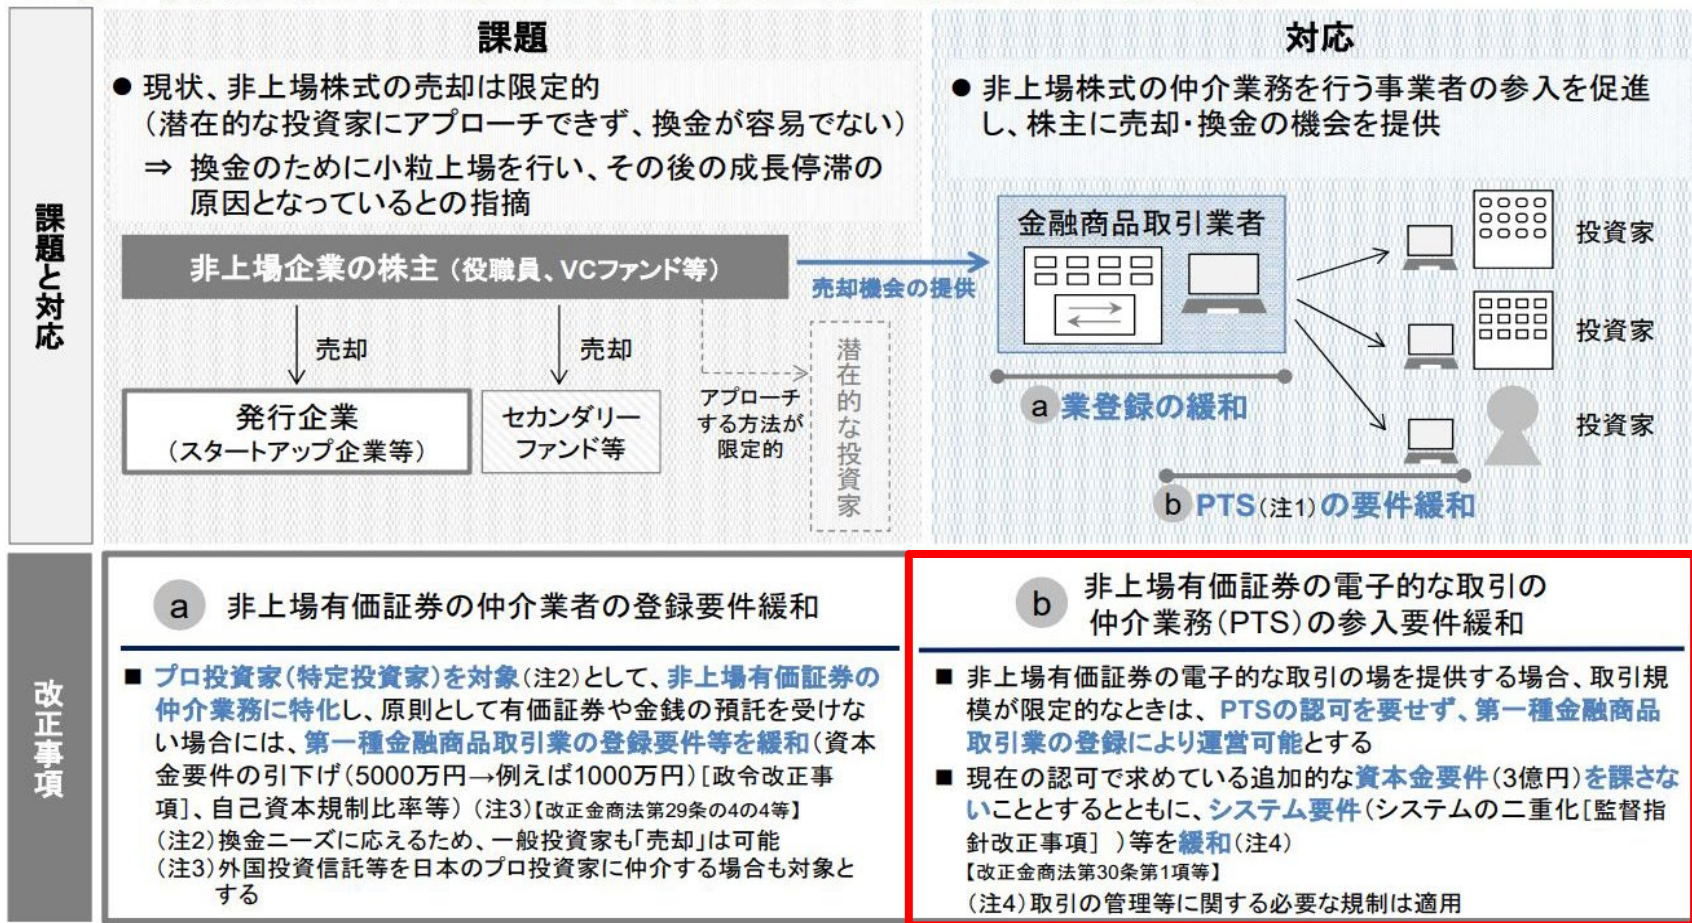 課題と対応
課題
● 現状、非上場株式の売却は限定的
（潜在的な投資家にアプローチできず、換金が容易でない）
⇒ 換金のために小粒上場を行い、その後の成長停滞の
原因となっているとの指摘
非上場企業の株主（役職員、VCファンド等）
売却
売却
発行企業
（スタートアップ企業等）
セカンダリー
ファンド等
アプローチ
する方法が
限定的
潜在的な投資家
売却機会の提供
対応
● 非上場株式の仲介業務を行う事業者の参入を促進
し、株主に売却・換金の機会を提供
金融商品取引業者
投資家
投資家
投資家
a 業登録の緩和
b PTS（注1）の要件緩和
改正事項
a 非上場有価証券の仲介業者の登録要件緩和
■ プロ投資家（特定投資家）を対象（注2）として、非上場有価証券の
仲介業務に特化し、原則として有価証券や金銭の預託を受けな
い場合には、第一種金融商品取引業の登録要件等を緩和（資本
金要件の引下げ（5000万円→例えば1000万円）［政令改正事
項］、自己資本規制比率等）（注3）【改正金商法第29条の4の4等】
（注2）換金ニーズに応えるため、一般投資家も「売却」は可能
（注3）外国投資信託等を日本のプロ投資家に仲介する場合も対象と
する
b 非上場有価証券の電子的な取引の
仲介業務（PTS）の参入要件緩和
■ 非上場有価証券の電子的な取引の場を提供する場合、取引規
模が限定的なときは、PTSの認可を要せず、第一種金融商品
取引業の登録により運営可能とする
■ 現在の認可で求めている追加的な資本金要件（3億円）を課さな
いこととするとともに、システム要件（システムの二重化［監督指
針改正事項］ ）等を緩和（注4）
【改正金商法第30条第1項等】
（注4）取引の管理等に関する必要な規制は適用